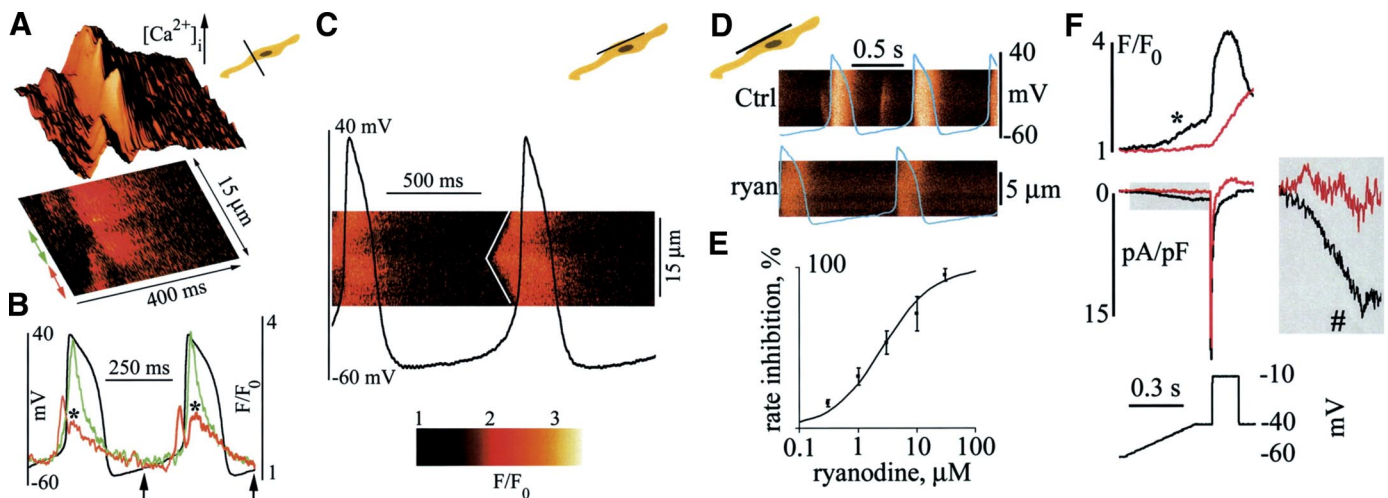 A
[Ca2+]i
15 µm
400 ms
B
40
4
250 ms
mV
F/F0
*
*
-60
1
C
40 mV
500 ms
15 µm
-60 mV
1 2 3
F/F0
D
0.5 s
40
Ctrl
mV
-60
ryan
5 µm
E
rate inhibition, %
100
0.1 1 10 100
ryanodine, µM
F
4
F/F0
*
1
0
pA/pF
15
#
0.3 s
-10
-40
-60
mV